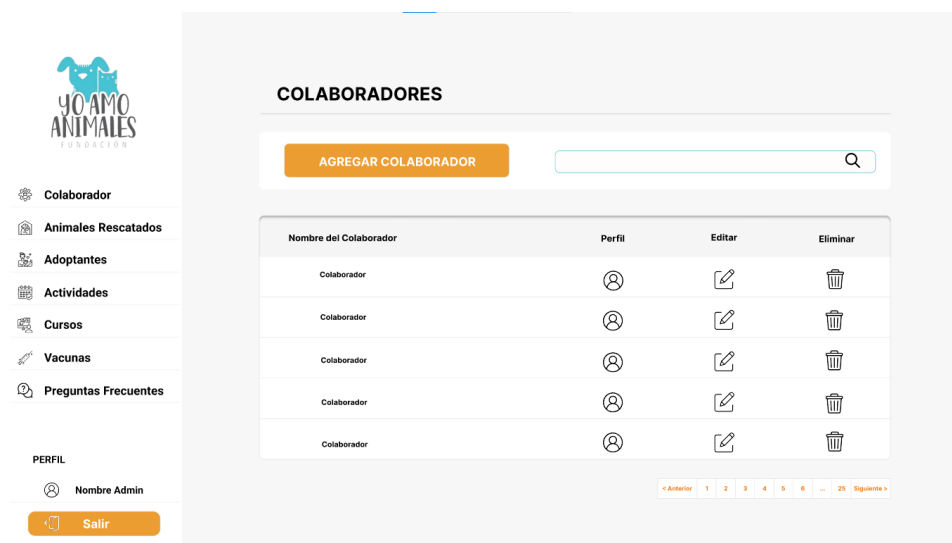 YO AMO
ANIMALES
FUNDACIÓN
Colaborador
Animales Rescatados
Adoptantes
Actividades
Cursos
Vacunas
Preguntas Frecuentes
PERFIL
Nombre Admin
Salir
COLABORADORES
AGREGAR COLABORADOR
Nombre del Colaborador Perfil Editar Eliminar
Colaborador
Colaborador
Colaborador
Colaborador
Colaborador
< Anterior 1 2 3 4 5 6 ... 25 Siguiente >